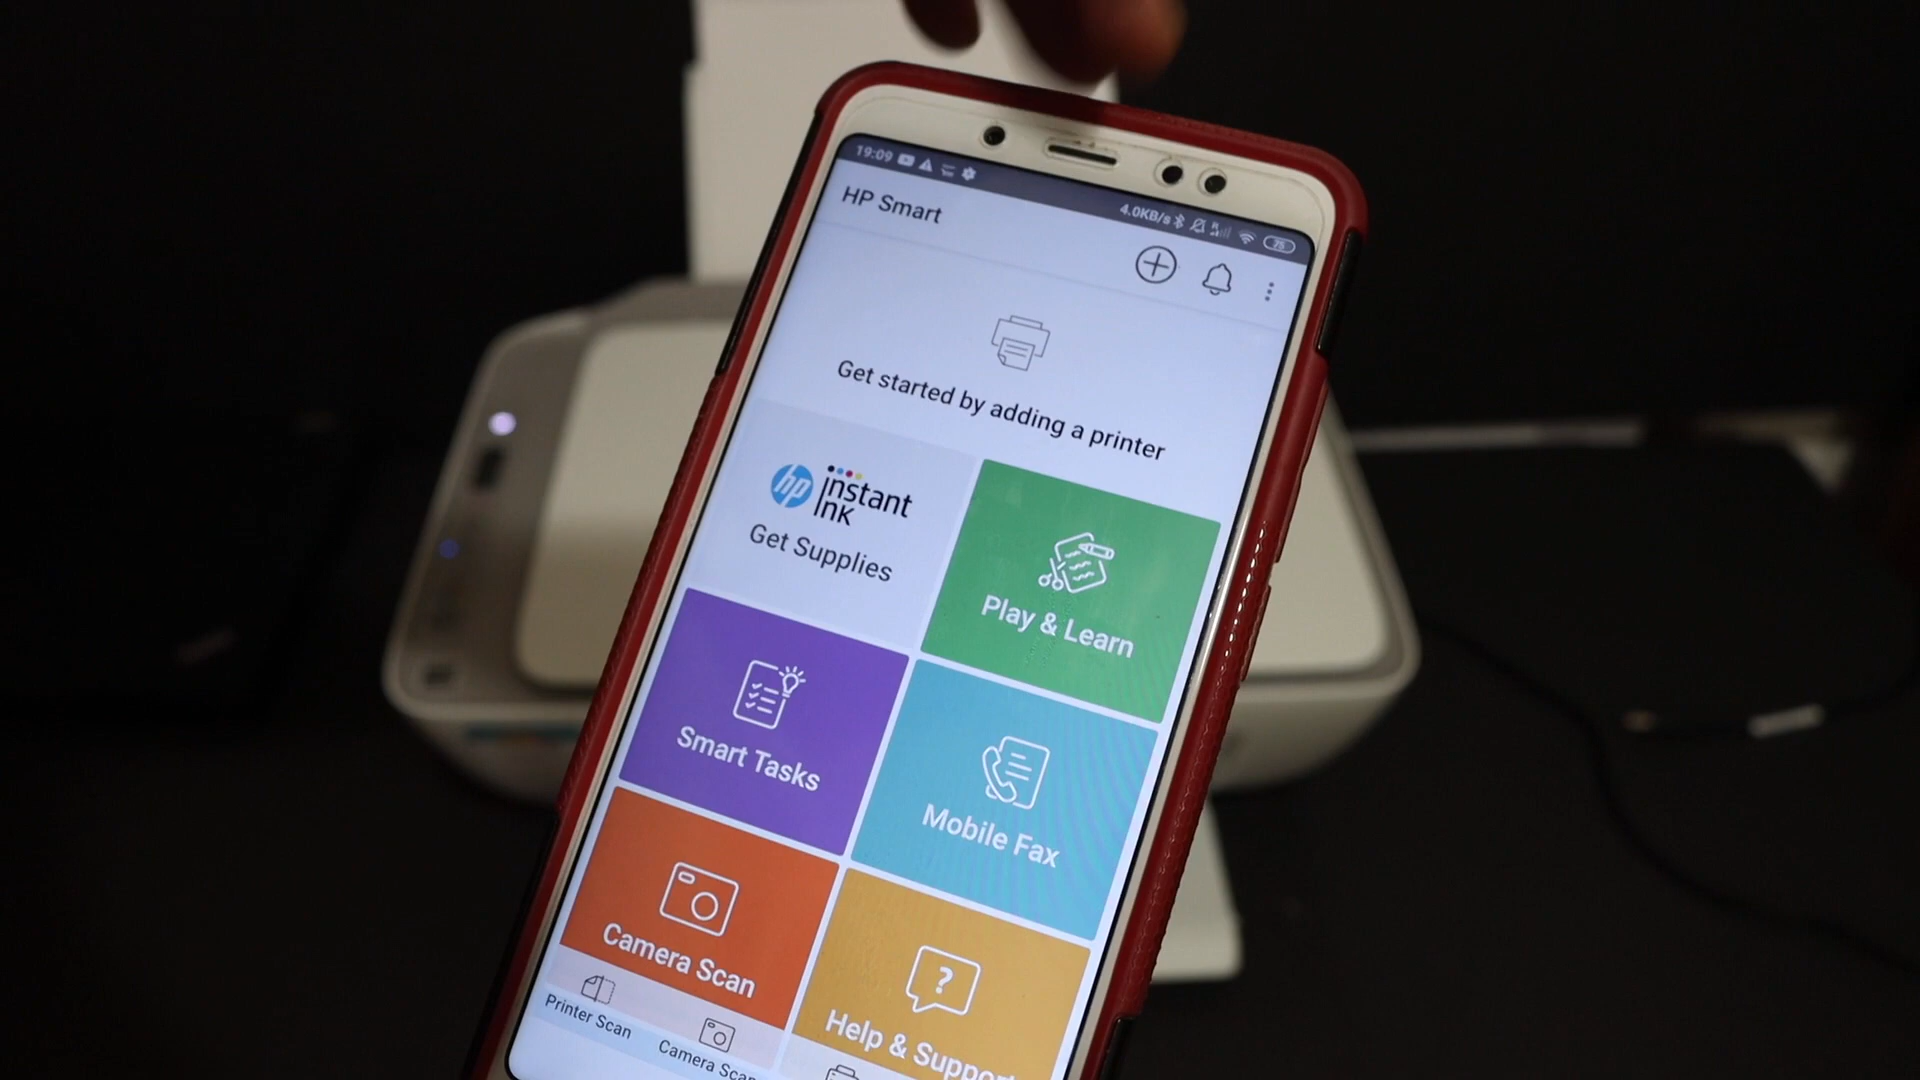 19:09
4.0KB/s
75
HP Smart
Get started by adding a printer
hp instant
ink
Get Supplies
Play & Learn
Smart Tasks
Mobile Fax
Camera Scan
Help & Support
Printer Scan
Camera Scan